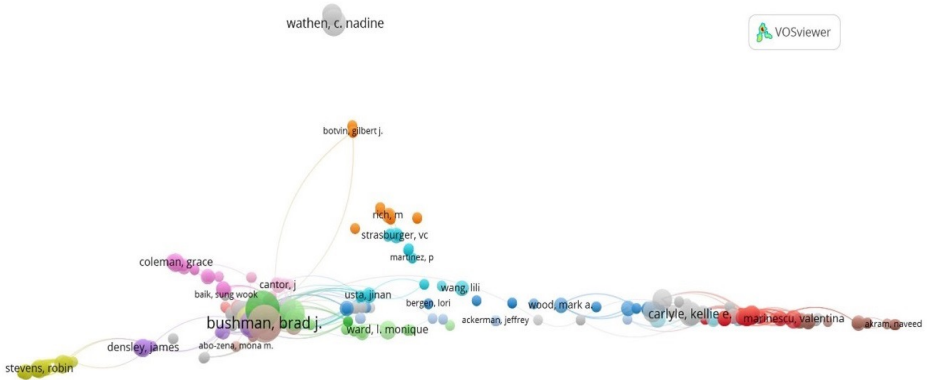 wathen, c. nadine
VOSviewer
botvin, gilbert j.
rich, m
strasburger, vc
martinez, p
coleman, grace
cantor, j
baik, sung wook
usta, jinan
wang, lili
bergen, lori
wood, mark a.
bushman, brad j.
ward, l. monique
ackerman, jeffrey
carlyle, kellie e.
marinescu, valentina
akram, naveed
abo-zena, mona m.
densley, james
stevens, robin